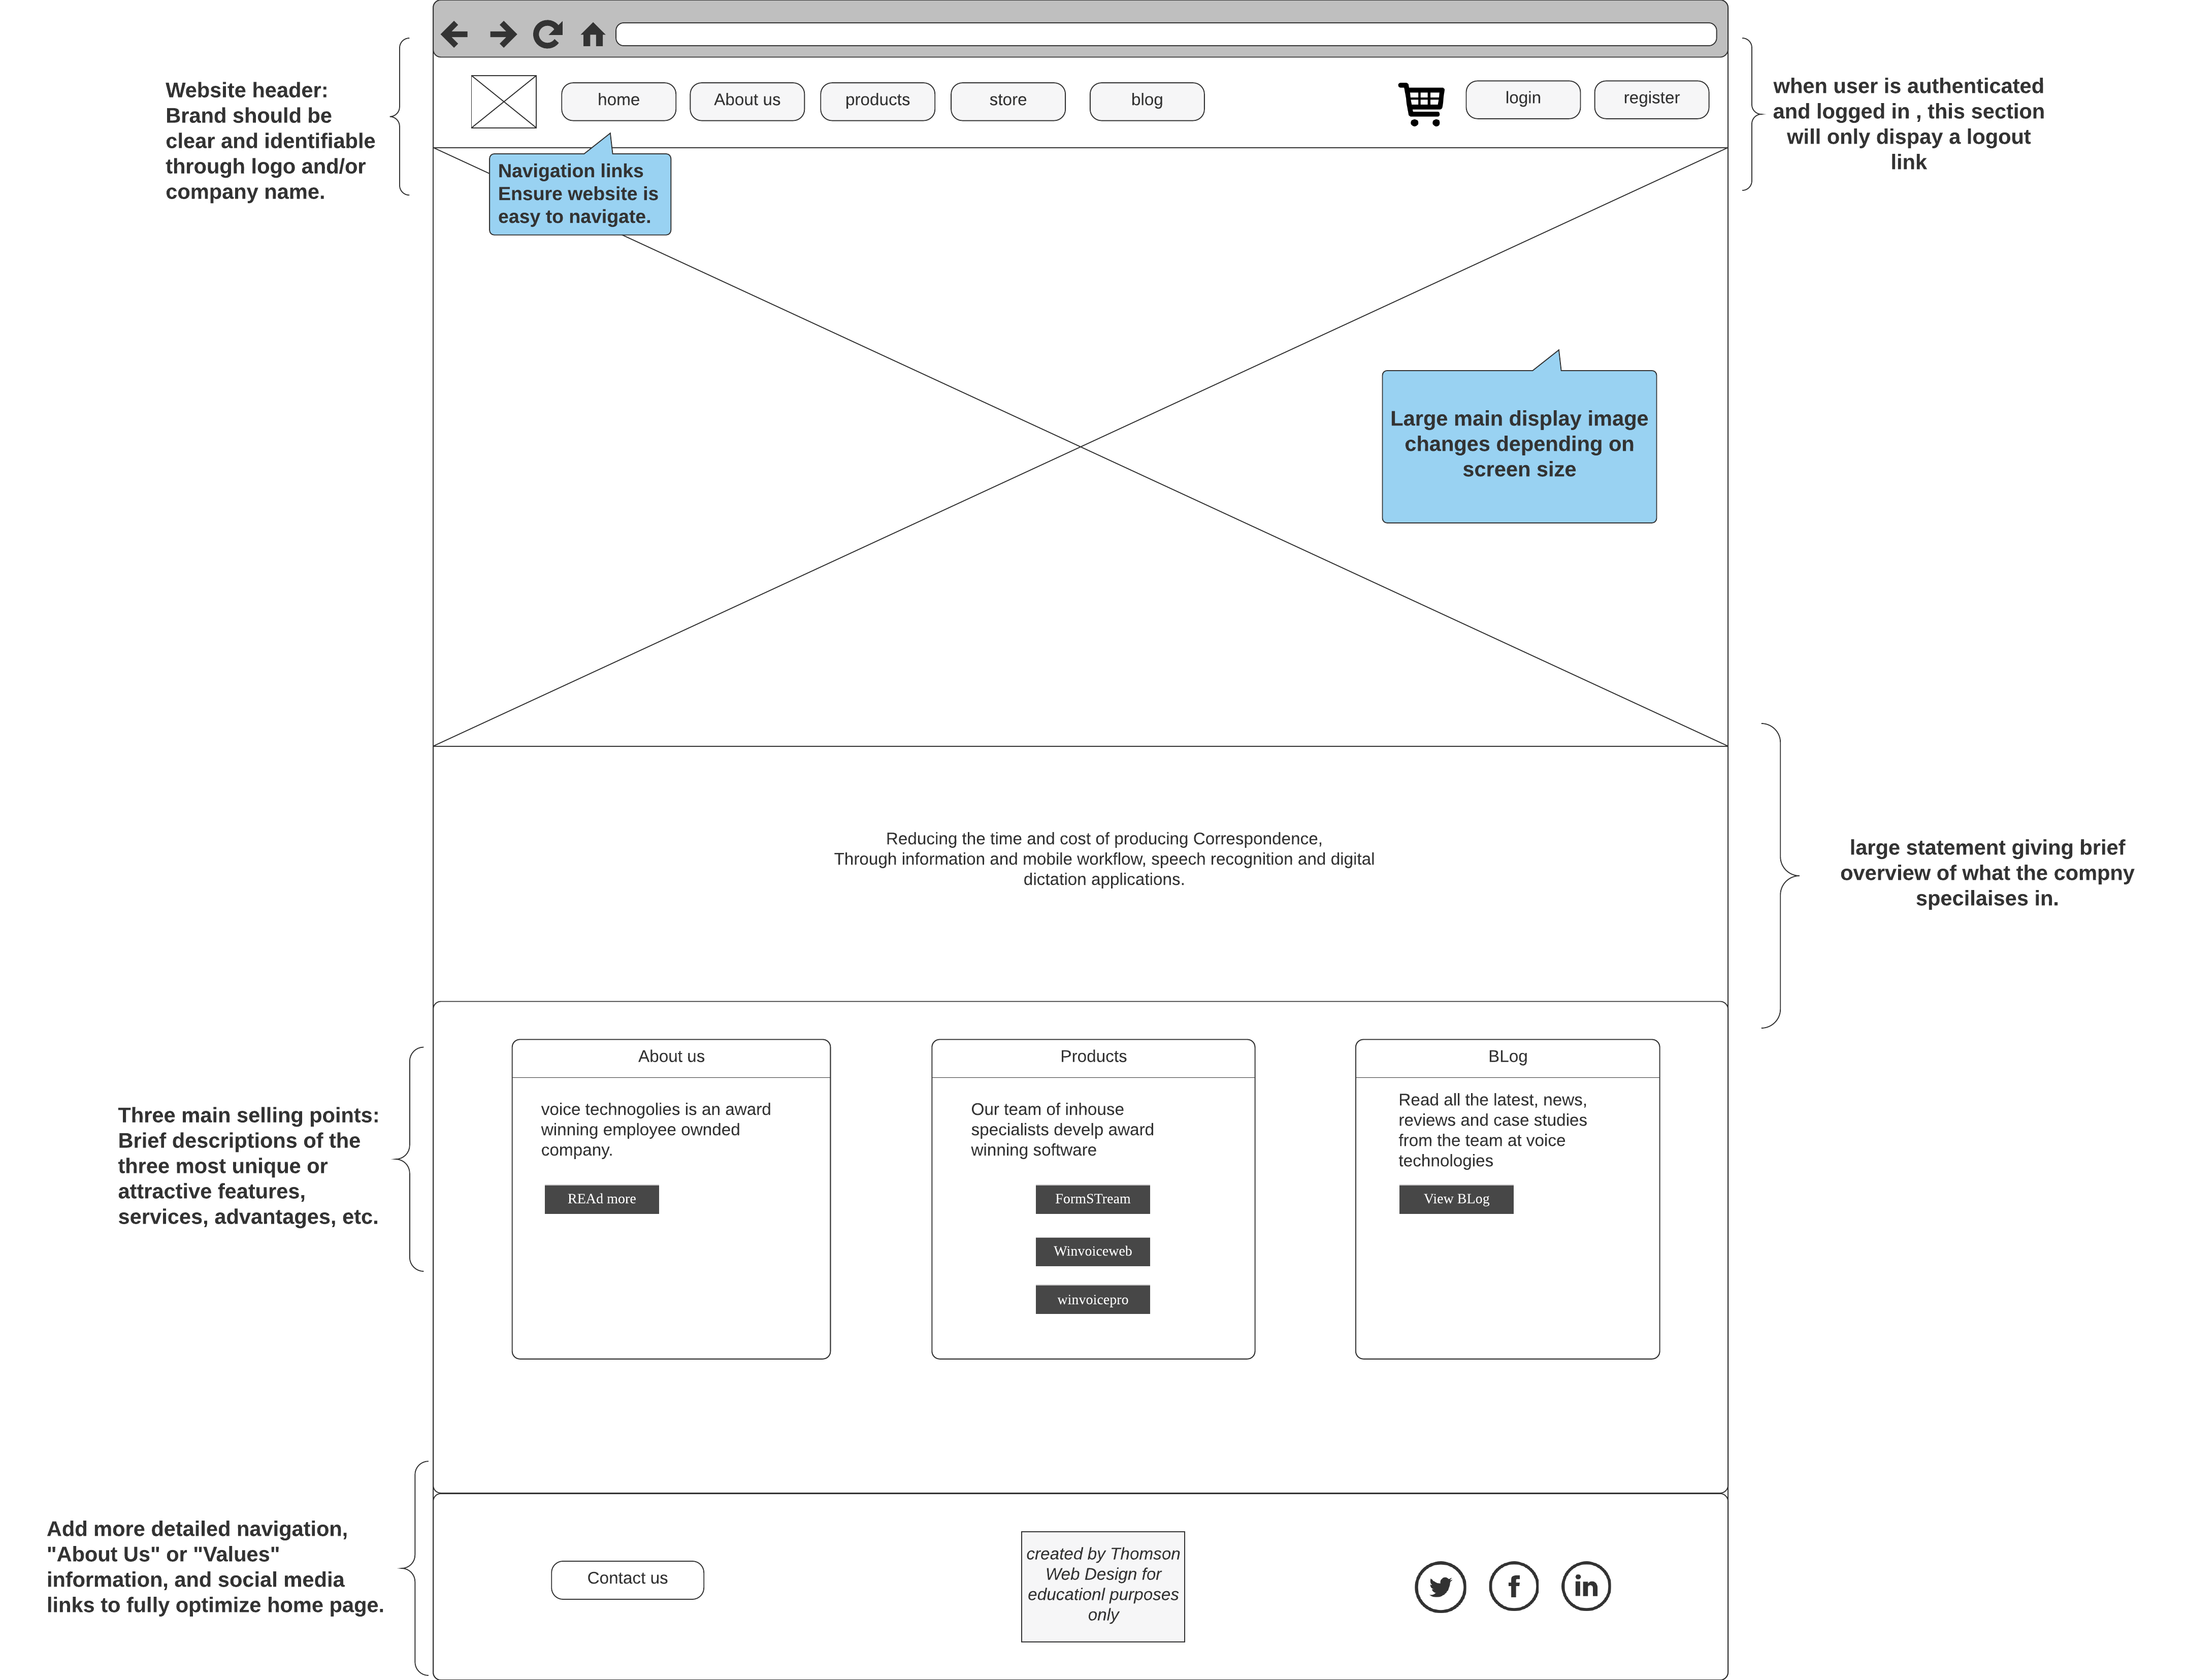 Website header:
Brand should be
clear and identifiable
through logo and/or
company name.
home
About us
products
store
blog
login
register
when user is authenticated
and logged in , this section
will only dispay a logout
link
Navigation links
Ensure website is
easy to navigate.
Large main display image
changes depending on
screen size
Reducing the time and cost of producing Correspondence,
Through information and mobile workflow, speech recognition and digital
dictation applications.
large statement giving brief
overview of what the compny
specilaises in.
Three main selling points:
Brief descriptions of the
three most unique or
attractive features,
services, advantages, etc.
About us
voice technogolies is an award
winning employee ownded
company.
READ more
Products
Our team of inhouse
specialists develp award
winning software
FormSTream
Winvoiceweb
winvoicepro
BLog
Read all the latest, news,
reviews and case studies
from the team at voice
technologies
View BLog
Add more detailed navigation,
"About Us" or "Values"
information, and social media
links to fully optimize home page.
Contact us
created by Thomson
Web Design for
educationl purposes
only